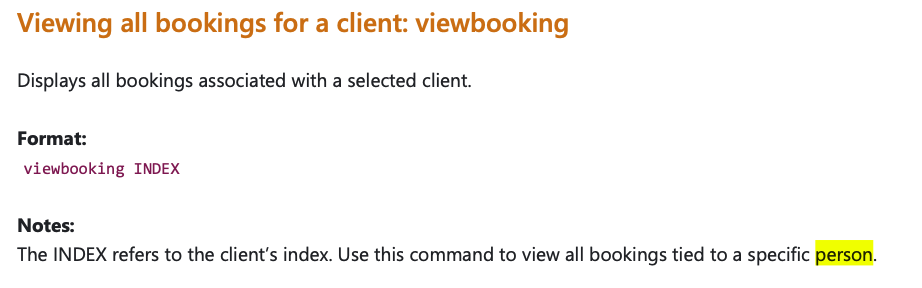 Viewing all bookings for a client: viewbooking
Displays all bookings associated with a selected client.
Format:
viewbooking INDEX
Notes:
The INDEX refers to the client’s index. Use this command to view all bookings tied to a specific person.